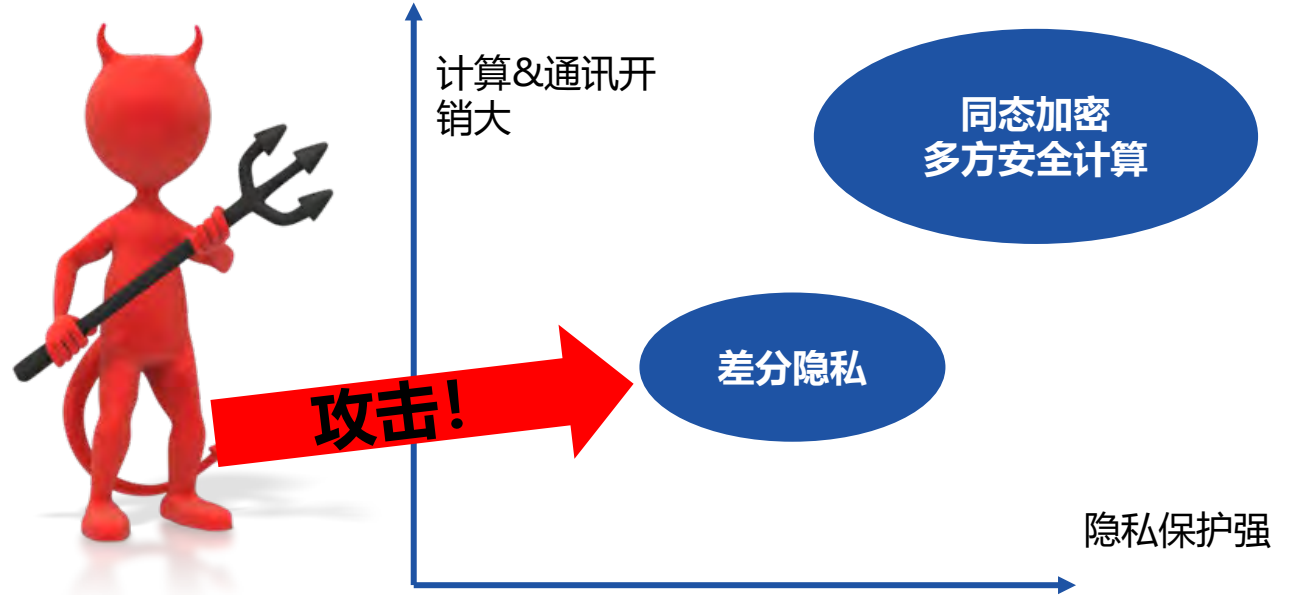 计算&通讯开
销大
同态加密
多方安全计算
差分隐私
攻击！
隐私保护强